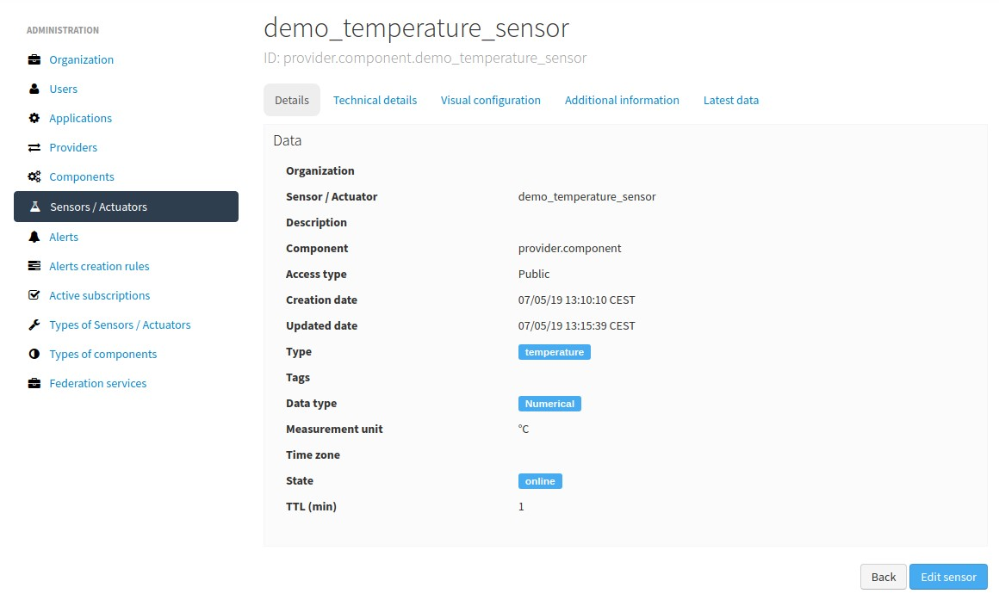 ADMINISTRATION
Organization
Users
Applications
Providers
Components
Sensors / Actuators
Alerts
Alerts creation rules
Active subscriptions
Types of Sensors / Actuators
Types of components
Federation services
demo_temperature_sensor
ID: provider.component.demo_temperature_sensor
Details Technical details Visual configuration Additional information Latest data
Data
Organization
Sensor / Actuator demo_temperature_sensor
Description
Component provider.component
Access type Public
Creation date 07/05/19 13:10:10 CEST
Updated date 07/05/19 13:15:39 CEST
Type temperature
Tags
Data type Numerical
Measurement unit °C
Time zone
State online
TTL (min) 1
Back Edit sensor